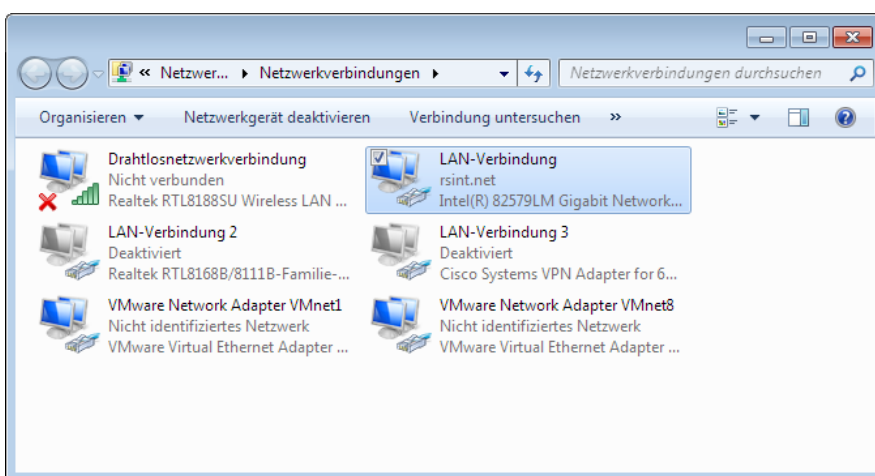 « Netzwer... ▸ Netzwerkverbindungen ▸
Netzwerkverbindungen durchsuchen
Organisieren Netzwerkgerät deaktivieren Verbindung untersuchen »
Drahtlosnetzwerkverbindung
Nicht verbunden
Realtek RTL8188SU Wireless LAN ...
LAN-Verbindung
rsint.net
Intel(R) 82579LM Gigabit Network...
LAN-Verbindung 2
Deaktiviert
Realtek RTL8168B/8111B-Familie-...
LAN-Verbindung 3
Deaktiviert
Cisco Systems VPN Adapter for 6...
VMware Network Adapter VMnet1
Nicht identifiziertes Netzwerk
VMware Virtual Ethernet Adapter ...
VMware Network Adapter VMnet8
Nicht identifiziertes Netzwerk
VMware Virtual Ethernet Adapter ...